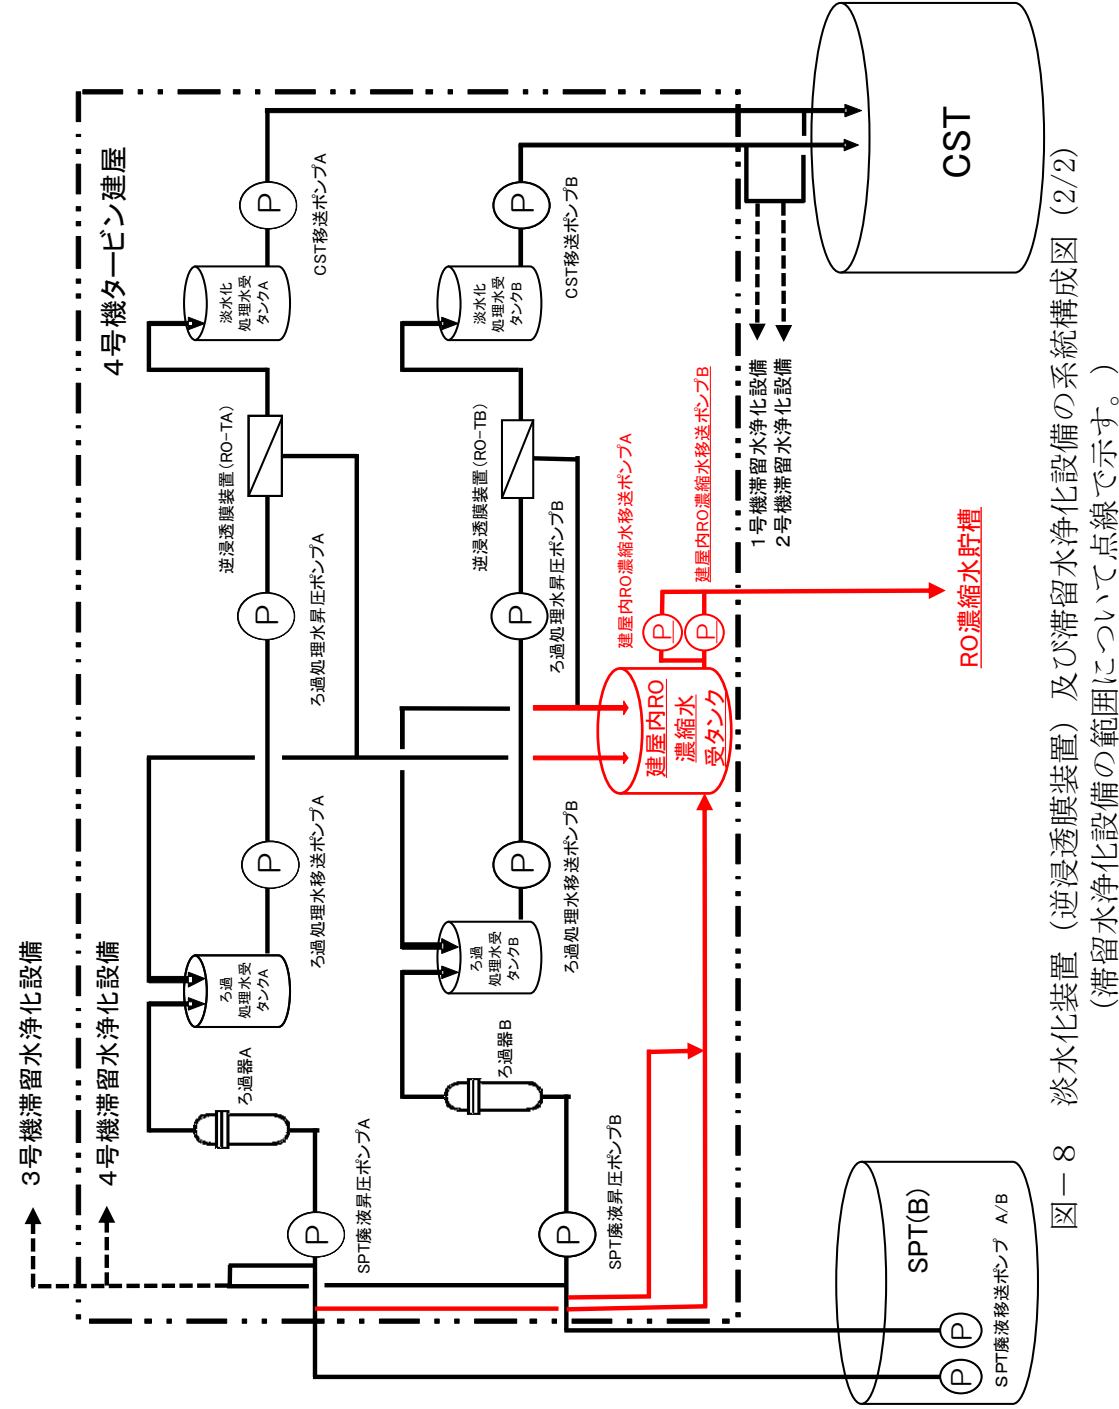 3号機滞留水浄化設備
4号機滞留水浄化設備
4号機タービン建屋
SPT廃液昇圧ポンプA
P
ろ過器A
ろ過
処理水受
タンクA
ろ過処理水移送ポンプA
P
ろ過処理水昇圧ポンプA
P
逆浸透膜装置(RO-TA)
淡水化
処理水受
タンクA
CST移送ポンプA
P
SPT廃液昇圧ポンプB
P
ろ過器B
ろ過
処理水受
タンクB
ろ過処理水移送ポンプB
P
ろ過処理水昇圧ポンプB
P
逆浸透膜装置(RO-TB)
淡水化
処理水受
タンクB
CST移送ポンプB
P
建屋内RO
濃縮水
受タンク
建屋内RO濃縮水移送ポンプA
P
建屋内RO濃縮水移送ポンプB
P
1号機滞留水浄化設備
2号機滞留水浄化設備
RO濃縮水貯槽
SPT(B)
SPT廃液移送ポンプ A/B
P
P
CST
図-8 淡水化装置(逆浸透膜装置)及び滞留水浄化設備の系統構成図(2/2)
(滞留水浄化設備の範囲について点線で示す。)